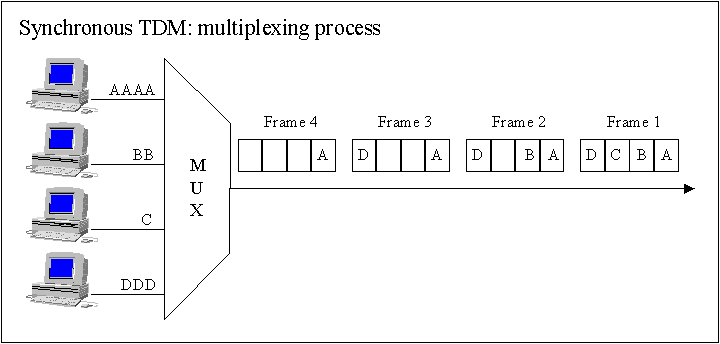 Synchronous TDM: multiplexing process
AAAA
BB
C
DDD
M
U
X
Frame 4 Frame 3 Frame 2 Frame 1
A D A D B A D C B A